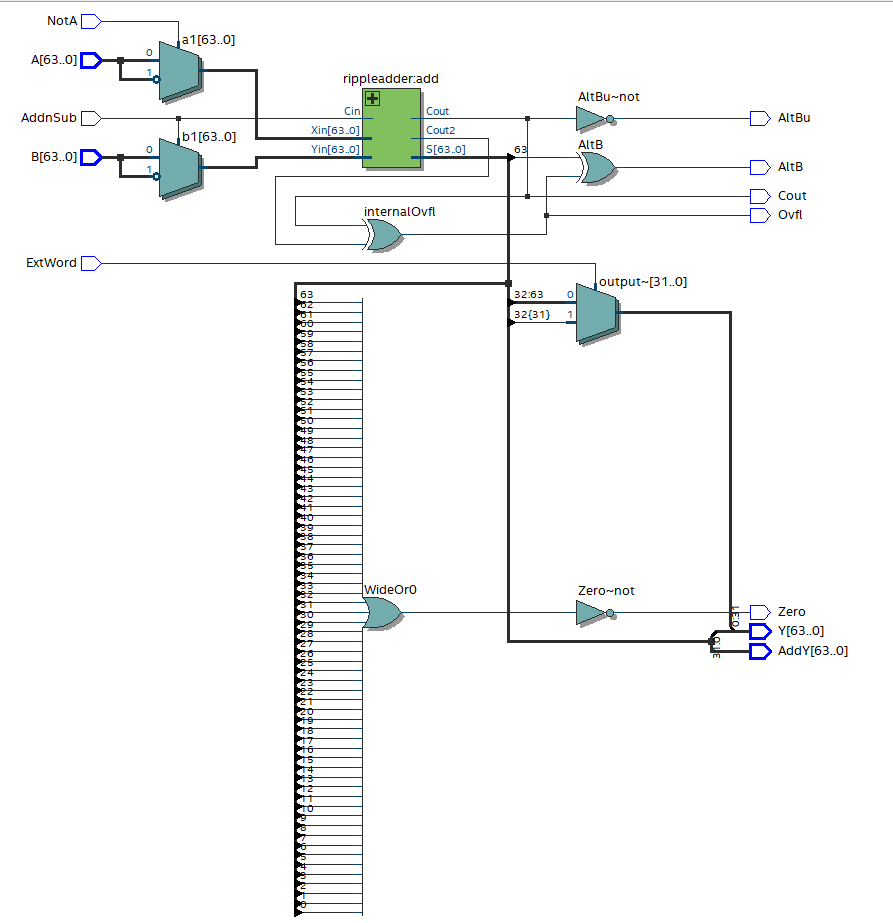 NotA
a1[63..0]
A[63..0]
0
1
rippleadder:add
AltBu~not
Cin
Cout
AddnSub
AltBu
Xin[63..0]
Cout2
b1[63..0]
AltB
B[63..0]
0
1
Yin[63..0]
S[63..0]
63
AltB
Cout
internalOvfl
Ovfl
ExtWord
output~[31..0]
32:63
0
32{31}
1
63
62
61
60
59
58
57
56
55
54
53
52
51
50
49
48
47
46
45
44
43
42
41
40
39
38
37
36
35
34
33
32
WideOr0
Zero~not
31
30
29
28
27
26
25
24
23
22
21
20
19
18
17
16
15
14
13
12
11
10
9
8
7
6
5
4
3
2
1
0
Zero
0:31
Y[63..0]
31:0
AddY[63..0]